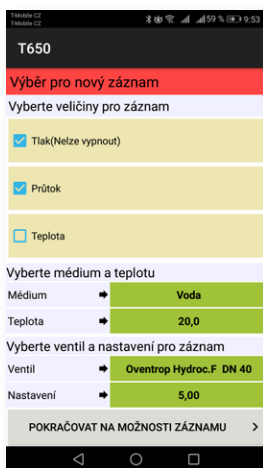 T-Mobile CZ
T-Mobile CZ
59 % 9:53
T650
Výběr pro nový záznam
Vyberte veličiny pro záznam
Tlak(Nelze vypnout)
Průtok
Teplota
Vyberte médium a teplotu
Médium Voda
Teplota 20,0
Vyberte ventil a nastavení pro záznam
Ventil Oventrop Hydroc.F DN 40
Nastavení 5,00
POKRAČOVAT NA MOŽNOSTI ZÁZNAMU